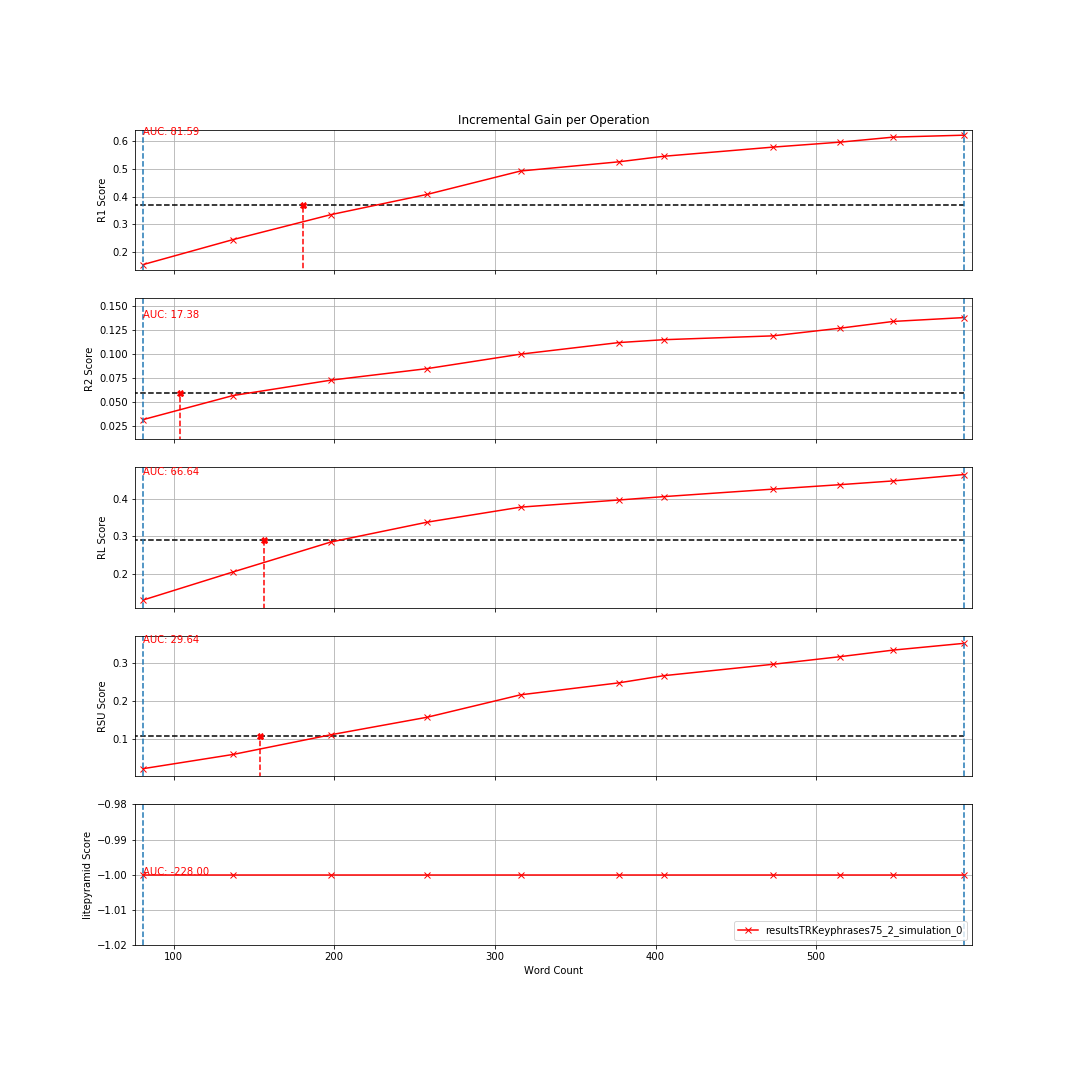 Incremental Gain per Operation
AUC: 81.59
0.6
0.5
0.4
0.3
0.2
R1 Score
AUC: 17.38
0.150
0.125
0.100
0.075
0.050
0.025
R2 Score
AUC: 66.64
0.4
0.3
0.2
RL Score
AUC: 29.64
0.3
0.2
0.1
RSU Score
AUC: -228.00
−0.98
−0.99
−1.00
−1.01
−1.02
litepyramid Score
resultsTRKeyphrases75_2_simulation_0
100 200 300 400 500
Word Count